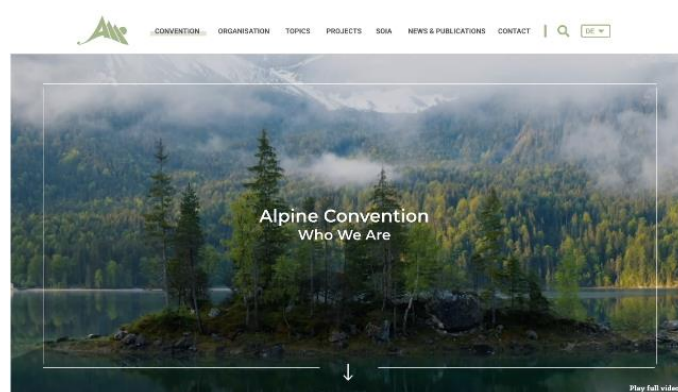 CONVENTION ORGANISATION TOPICS PROJECTS SOIA NEWS & PUBLICATIONS CONTACT DE
Alpine Convention
Who We Are
Play full video